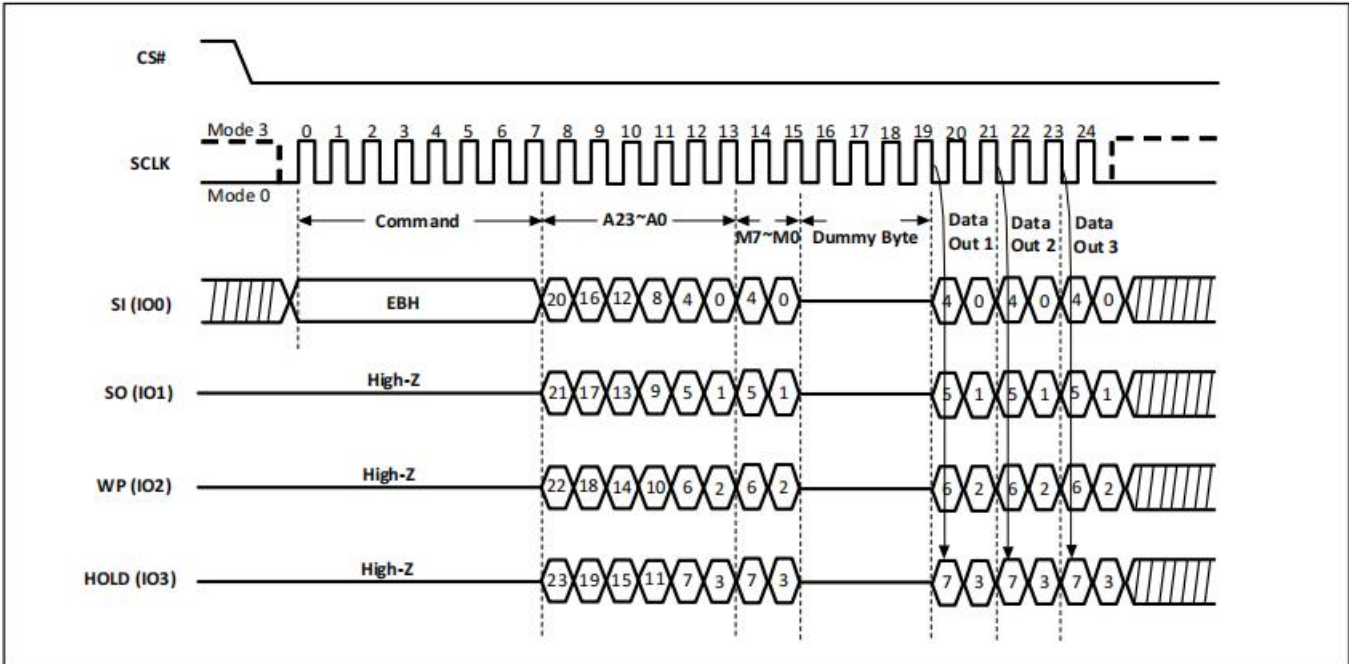 CS#
Mode 3 0 1 2 3 4 5 6 7 8 9 10 11 12 13 14 15 16 17 18 19 20 21 22 23 24
SCLK
Mode 0
Command A23~A0 M7~M0 Dummy Byte Data Out 1 Data Out 2 Data Out 3
SI (IO0) EBH 20 16 12 8 4 0 4 0 4 0 4 0 4 0
SO (IO1) High-Z 21 17 13 9 5 1 5 1 5 1 5 1 5 1
WP (IO2) High-Z 22 18 14 10 6 2 6 2 6 2 6 2 6 2
HOLD (IO3) High-Z 23 19 15 11 7 3 7 3 7 3 7 3 7 3